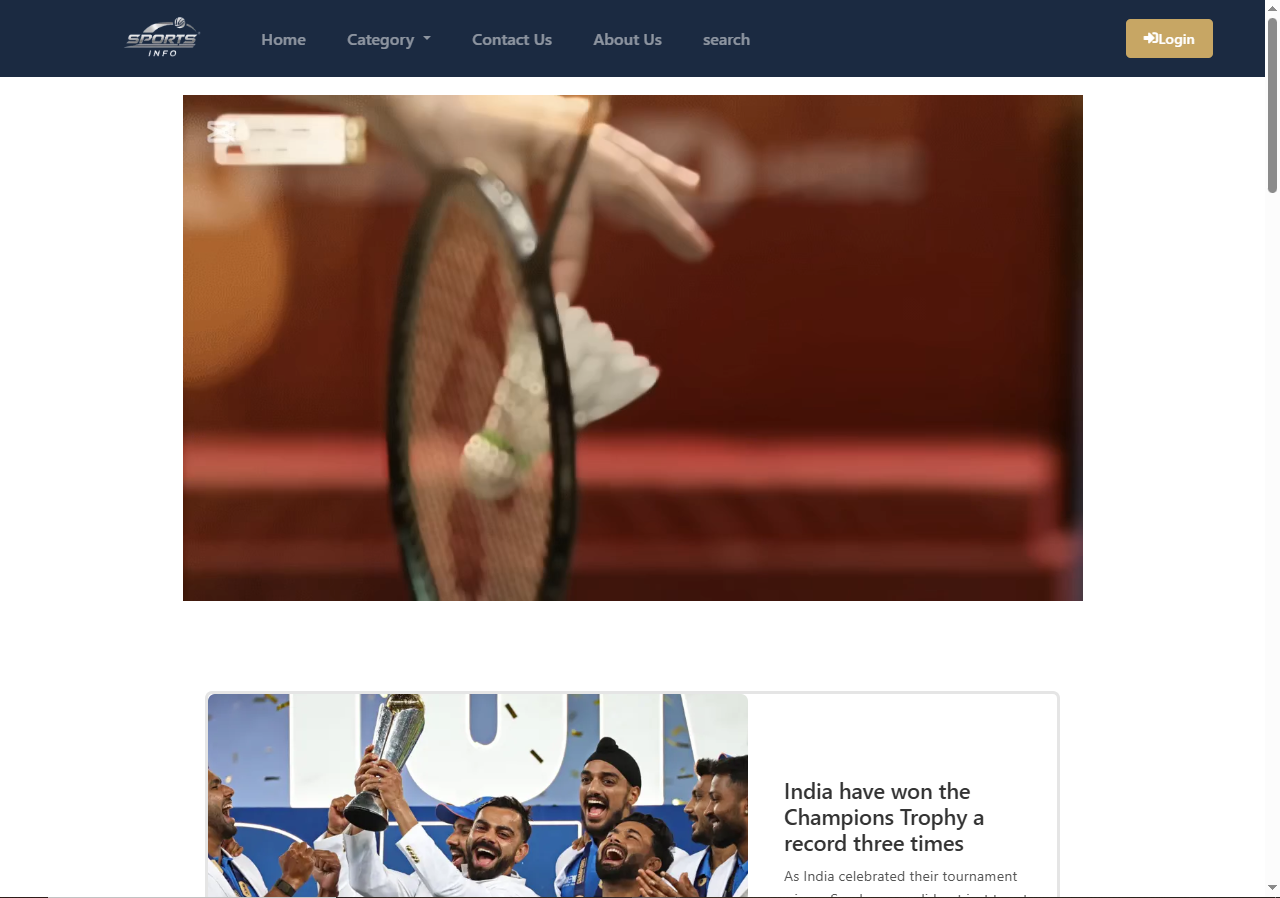 SPORTS
INFO
Home
Category
Contact Us
About Us
search
Login
India have won the
Champions Trophy a
record three times
As India celebrated their tournament